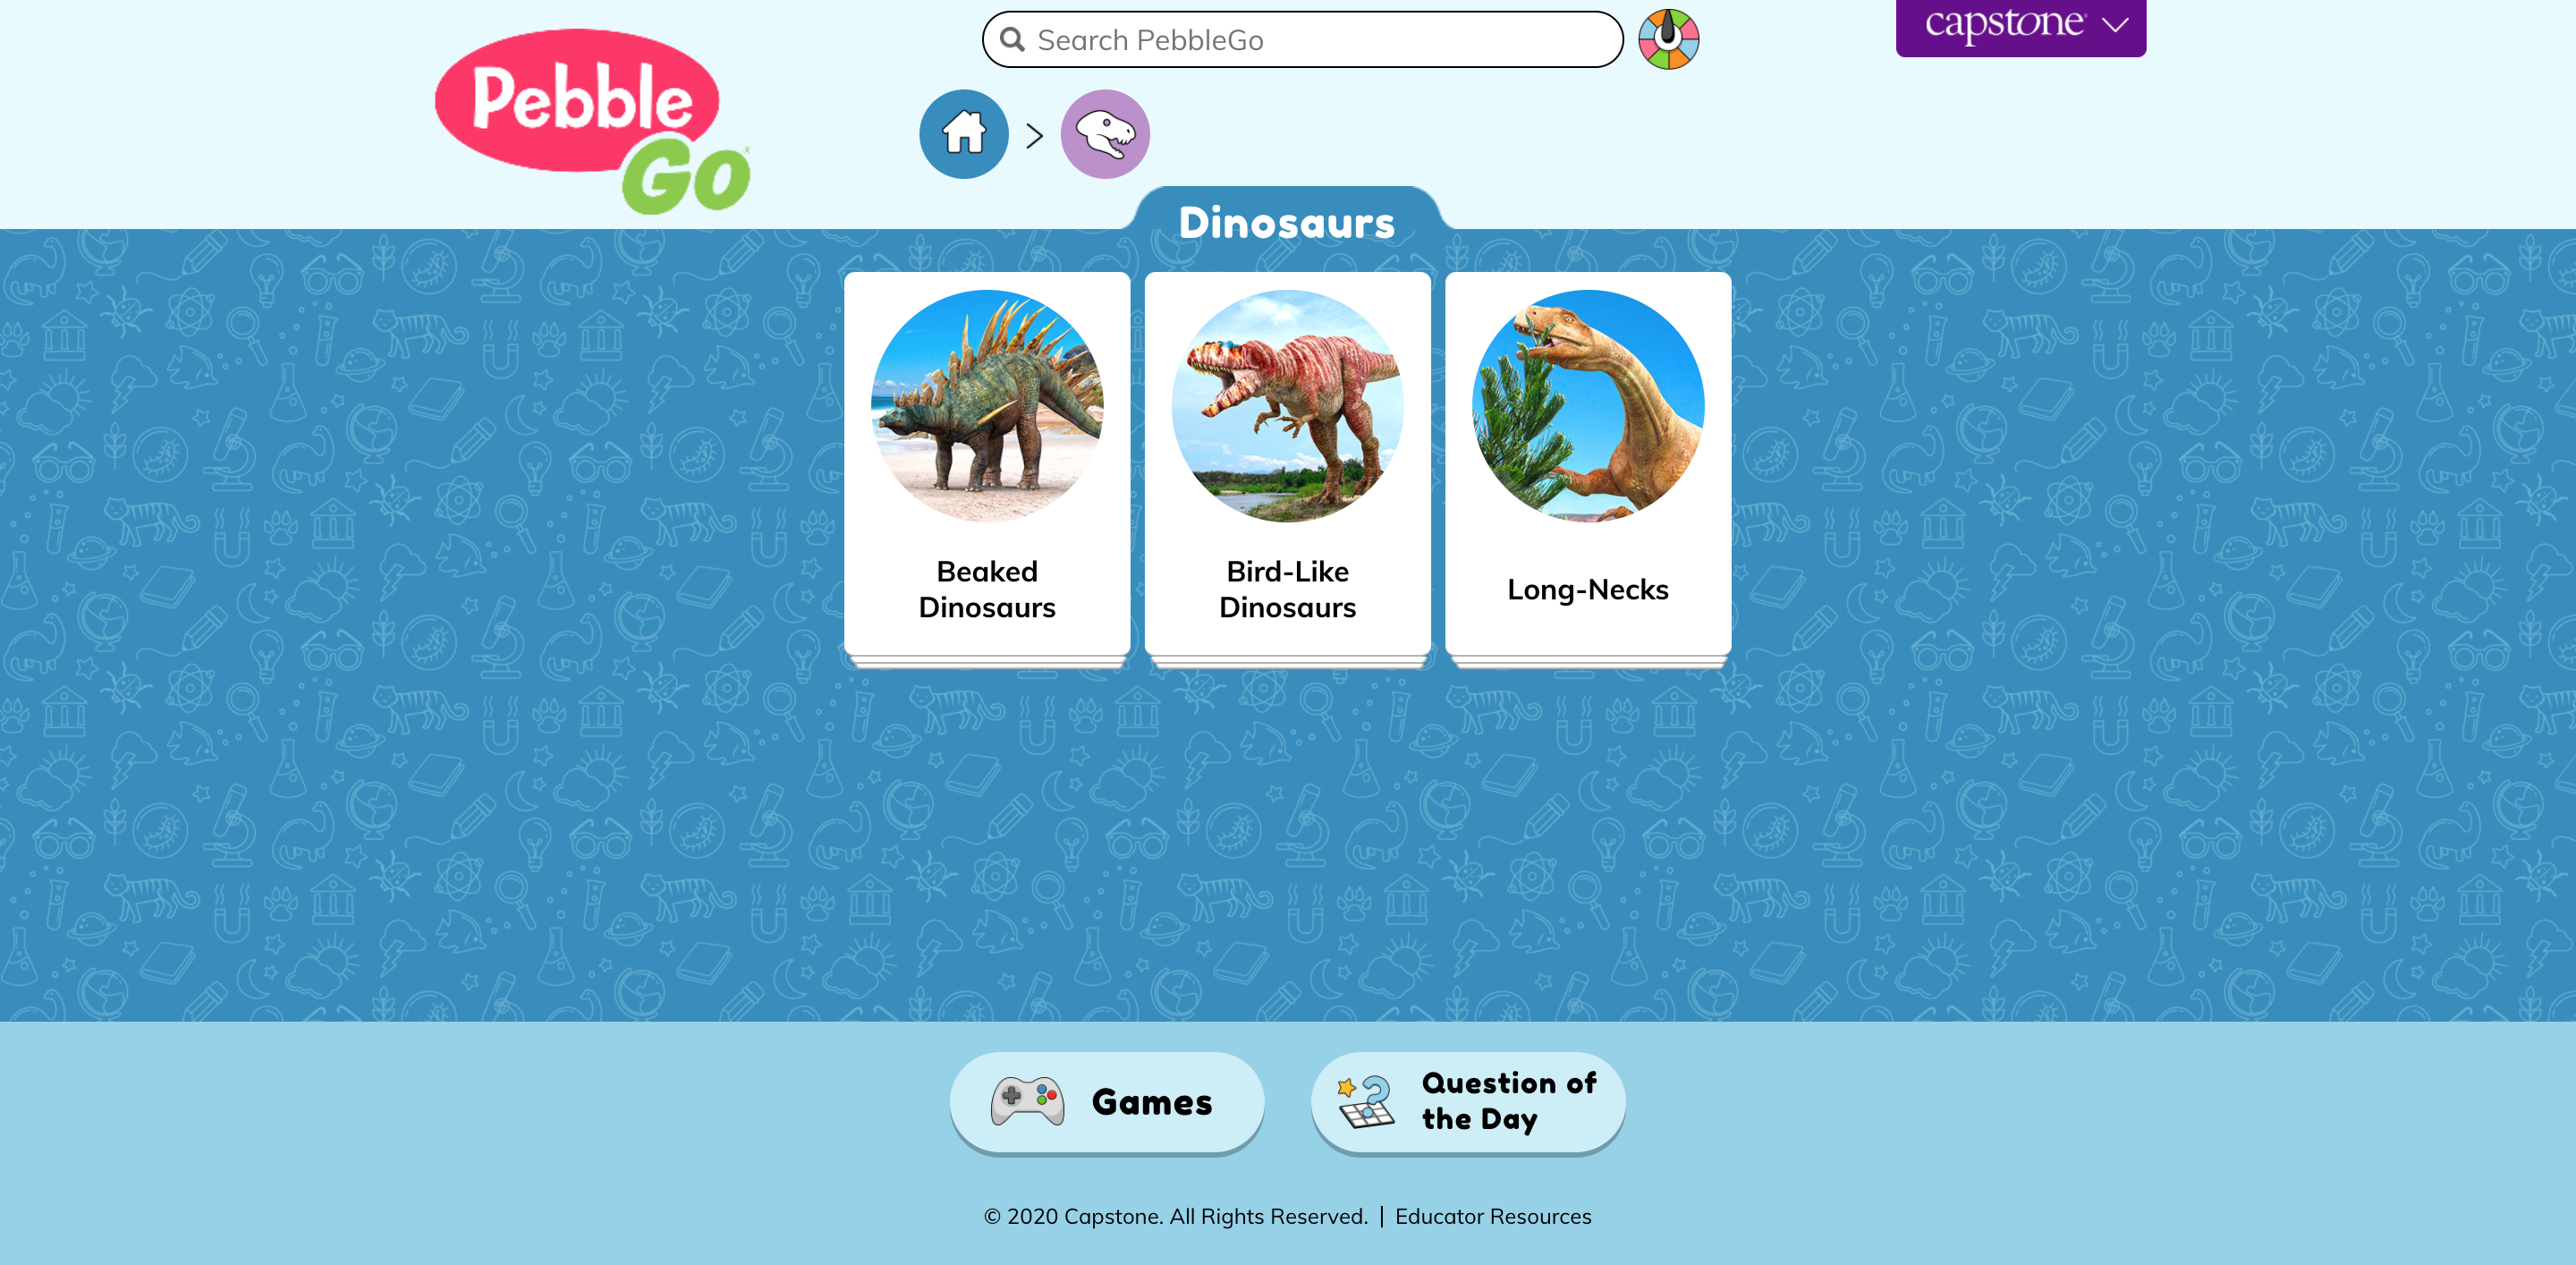 Pebble
Go
Search PebbleGo
capstone
Dinosaurs
Beaked
Dinosaurs
Bird-Like
Dinosaurs
Long-Necks
Games
Question of
the Day
© 2020 Capstone. All Rights Reserved. | Educator Resources